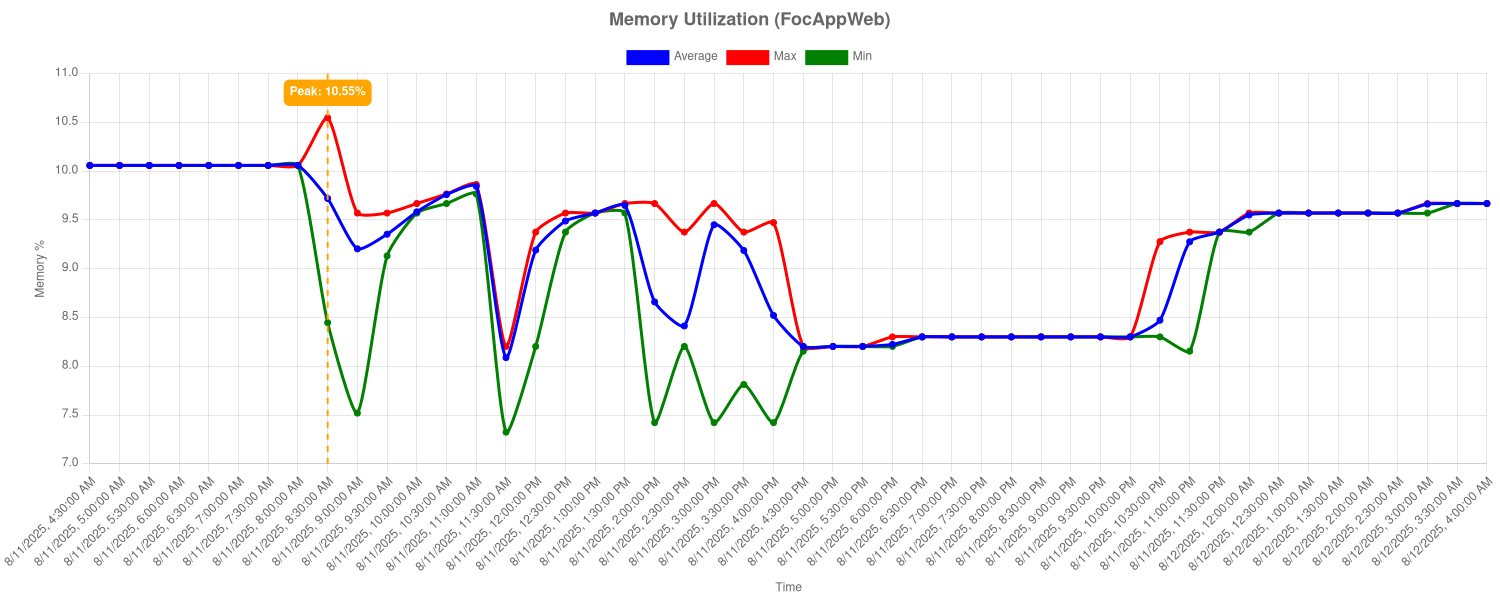 Memory Utilization (FocAppWeb)
Average Max Min
11.0
Peak: 10.55%
10.5
10.0
9.5
9.0
8.5
8.0
7.5
7.0
Memory %
8/11/2025, 4:30:00 AM
8/11/2025, 5:00:00 AM
8/11/2025, 5:30:00 AM
8/11/2025, 6:00:00 AM
8/11/2025, 6:30:00 AM
8/11/2025, 7:00:00 AM
8/11/2025, 7:30:00 AM
8/11/2025, 8:00:00 AM
8/11/2025, 8:30:00 AM
8/11/2025, 9:00:00 AM
8/11/2025, 9:30:00 AM
8/11/2025, 10:00:00 AM
8/11/2025, 10:30:00 AM
8/11/2025, 11:00:00 AM
8/11/2025, 11:30:00 AM
8/11/2025, 12:00:00 PM
8/11/2025, 12:30:00 PM
8/11/2025, 1:00:00 PM
8/11/2025, 1:30:00 PM
8/11/2025, 2:00:00 PM
8/11/2025, 2:30:00 PM
8/11/2025, 3:00:00 PM
8/11/2025, 3:30:00 PM
8/11/2025, 4:00:00 PM
8/11/2025, 4:30:00 PM
8/11/2025, 5:00:00 PM
8/11/2025, 5:30:00 PM
8/11/2025, 6:00:00 PM
8/11/2025, 6:30:00 PM
8/11/2025, 7:00:00 PM
8/11/2025, 7:30:00 PM
8/11/2025, 8:00:00 PM
8/11/2025, 8:30:00 PM
8/11/2025, 9:00:00 PM
8/11/2025, 9:30:00 PM
8/11/2025, 10:00:00 PM
8/11/2025, 10:30:00 PM
8/11/2025, 11:00:00 PM
8/11/2025, 11:30:00 PM
8/12/2025, 12:00:00 AM
8/12/2025, 12:30:00 AM
8/12/2025, 1:00:00 AM
8/12/2025, 1:30:00 AM
8/12/2025, 2:00:00 AM
8/12/2025, 2:30:00 AM
8/12/2025, 3:00:00 AM
8/12/2025, 3:30:00 AM
8/12/2025, 4:00:00 AM
Time